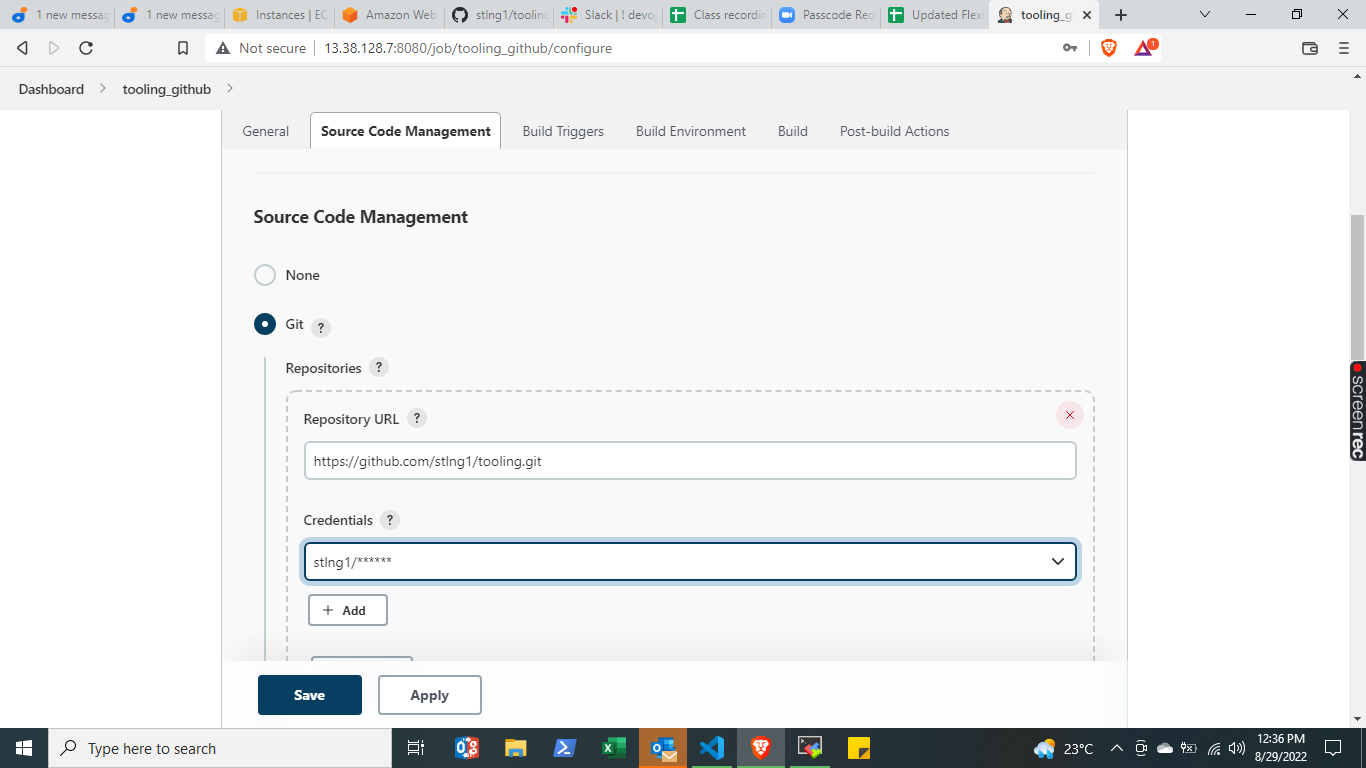 1 new messag
1 new messag
Instances | EC
Amazon Web
stlng1/tooling
Slack | ! devop
Class recordin
Passcode Req
Updated Flexi
tooling_g
Not secure
13.38.128.7:8080/job/tooling_github/configure
1
Dashboard
tooling_github
General
Source Code Management
Build Triggers
Build Environment
Build
Post-build Actions
Source Code Management
None
Git ?
Repositories ?
Repository URL ?
https://github.com/stlng1/tooling.git
Credentials ?
stlng1/******
+ Add
Save
Apply
screenrec
Type here to search
23°C
12:36 PM
8/29/2022